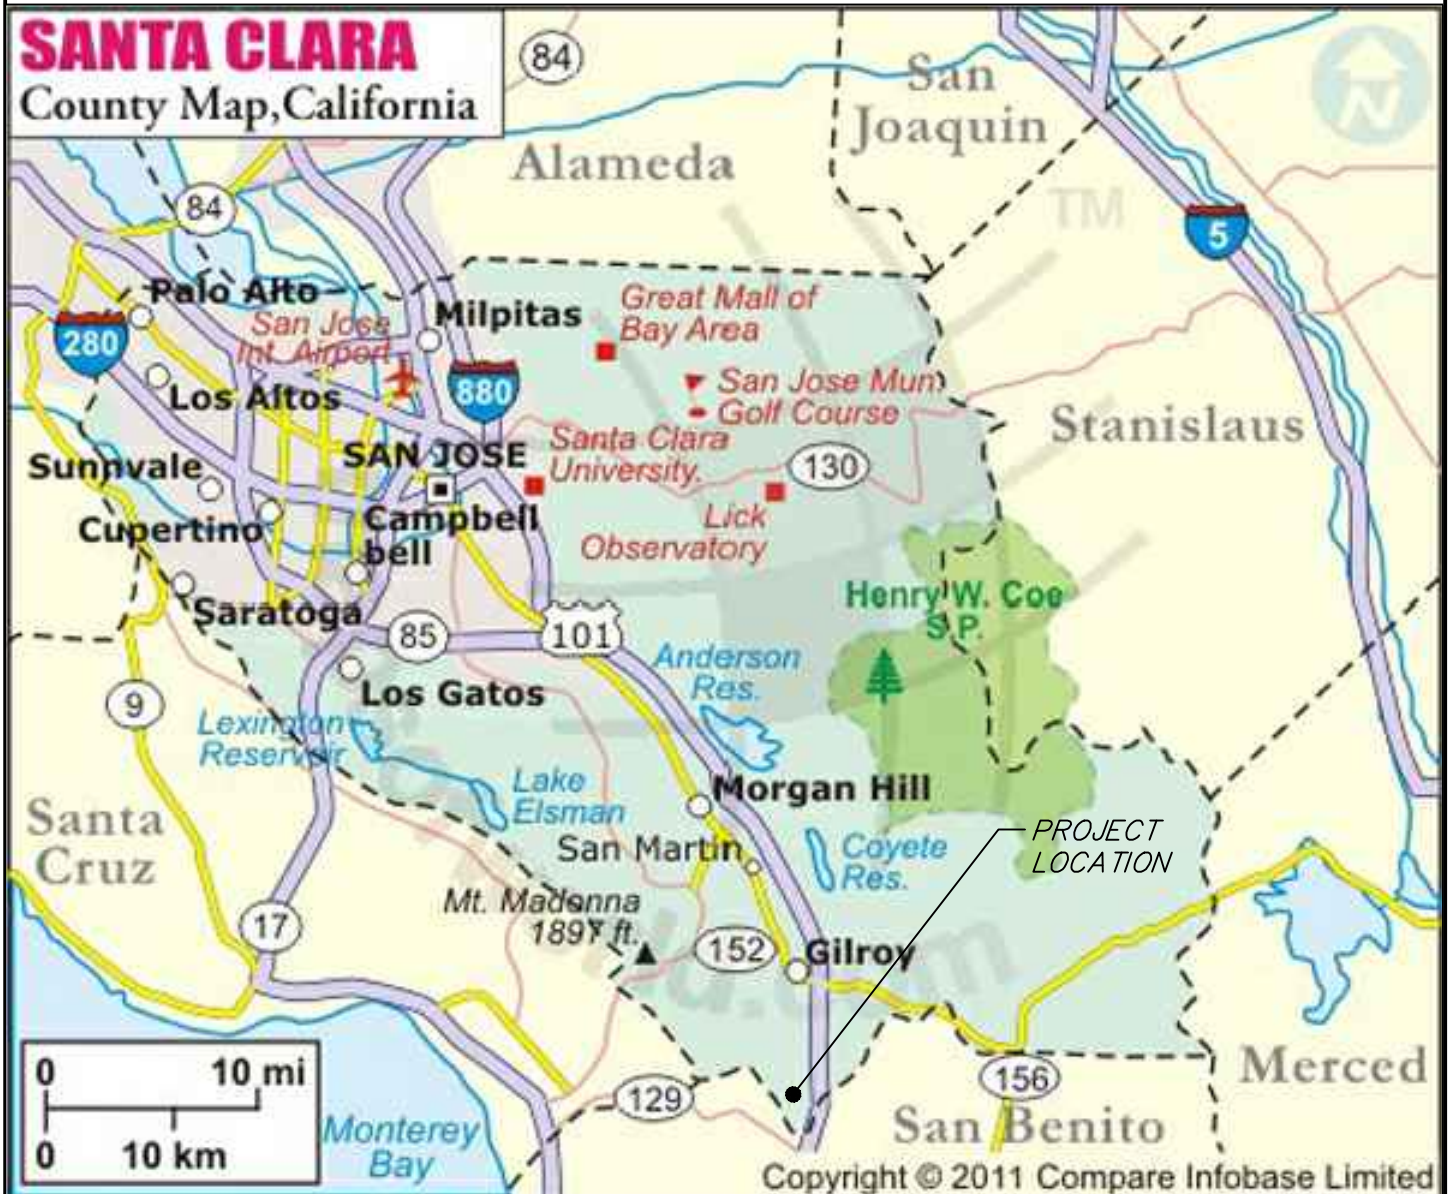 SANTA CLARA
County Map,California
84
San
Joaquin
N
Alameda
TM
84
5
Palo Alto
Great Mall of
Bay Area
Milpitas
San Jose
Int. Airport
280
880
San Jose Mun.
Golf Course
Los Altos
Stanislaus
Santa Clara
University.
SAN JOSE
130
Sunnvale
Lick
Observatory
Campbell
bell
Cupertino
Henry W. Coe
S.P.
Saratoga
85
101
Anderson
Res.
Los Gatos
9
Lexington
Reservoir
Lake
Elsman
Morgan Hill
Santa
Cruz
PROJECT
LOCATION
San Martin
Coyete
Res.
Mt. Madonna
1897 ft.
17
152
Gilroy
0 10 mi
0 10 km
Monterey
Bay
129
156
Merced
San Benito
Copyright © 2011 Compare Infobase Limited